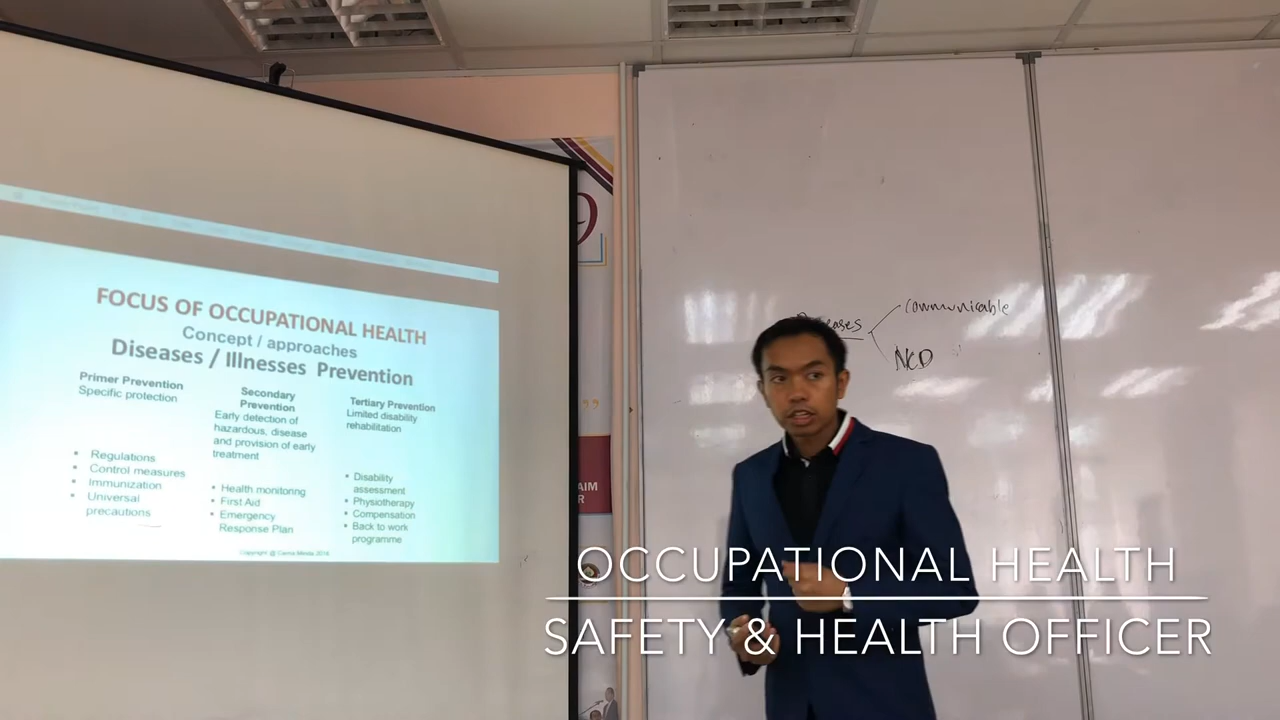 FOCUS OF OCCUPATIONAL HEALTH
Concept / approaches
Diseases / Illnesses Prevention
Primer Prevention
Specific protection
• Regulations
• Control measures
• Immunization
• Universal
precautions
Secondary
Prevention
Early detection of
hazardous, disease
and provision of early
treatment
• Health monitoring
• First Aid
• Emergency
Response Plan
Tertiary Prevention
Limited disability
rehabilitation
• Disability
assessment
• Physiotherapy
• Compensation
• Back to work
programme
Copyright @
communicable
NCD
OCCUPATIONAL HEALTH
SAFETY & HEALTH OFFICER